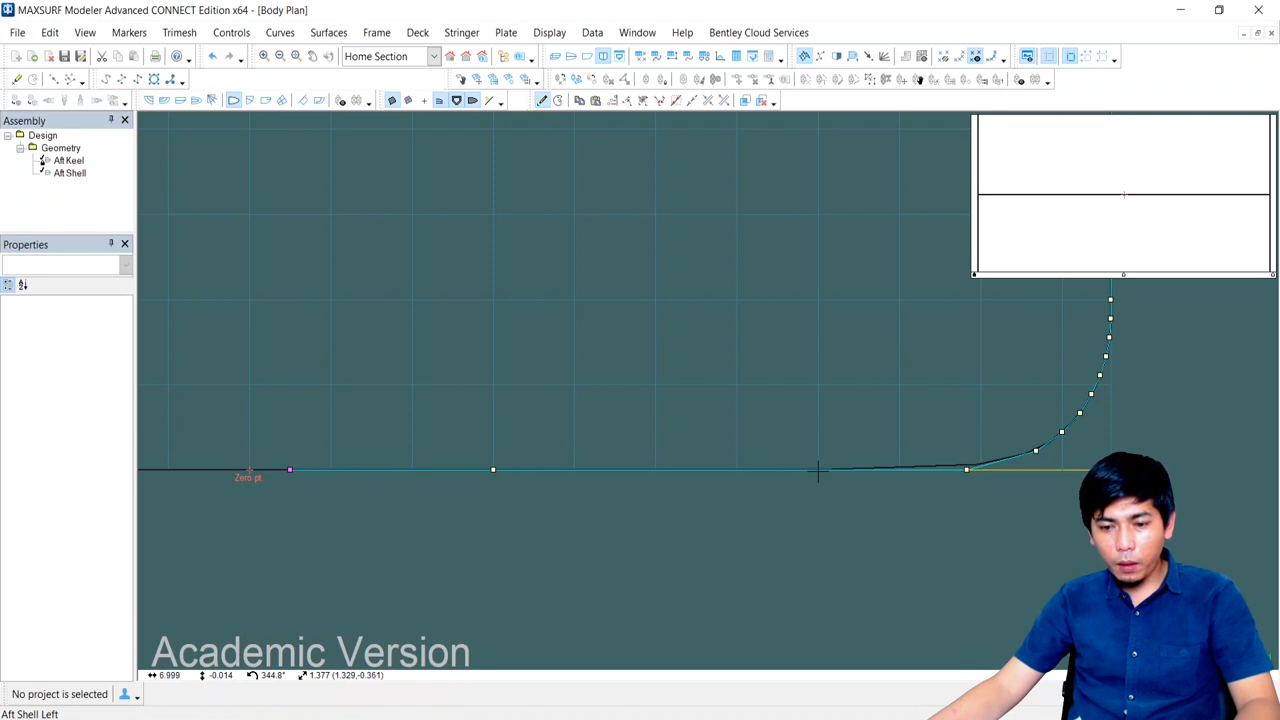 MAXSURF Modeler Advanced CONNECT Edition x64 - [Body Plan]
File Edit View Markers Trimesh Controls Curves Surfaces Frame Deck Stringer Plate Display Data Window Help Bentley Cloud Services
Home Section
Assembly
Design
Geometry
Aft Keel
Aft Shell
Properties
Zero pt.
Academic Version
6.999 -0.014 344.8° 1.377 (1.329,-0.361)
No project is selected
Aft Shell Left